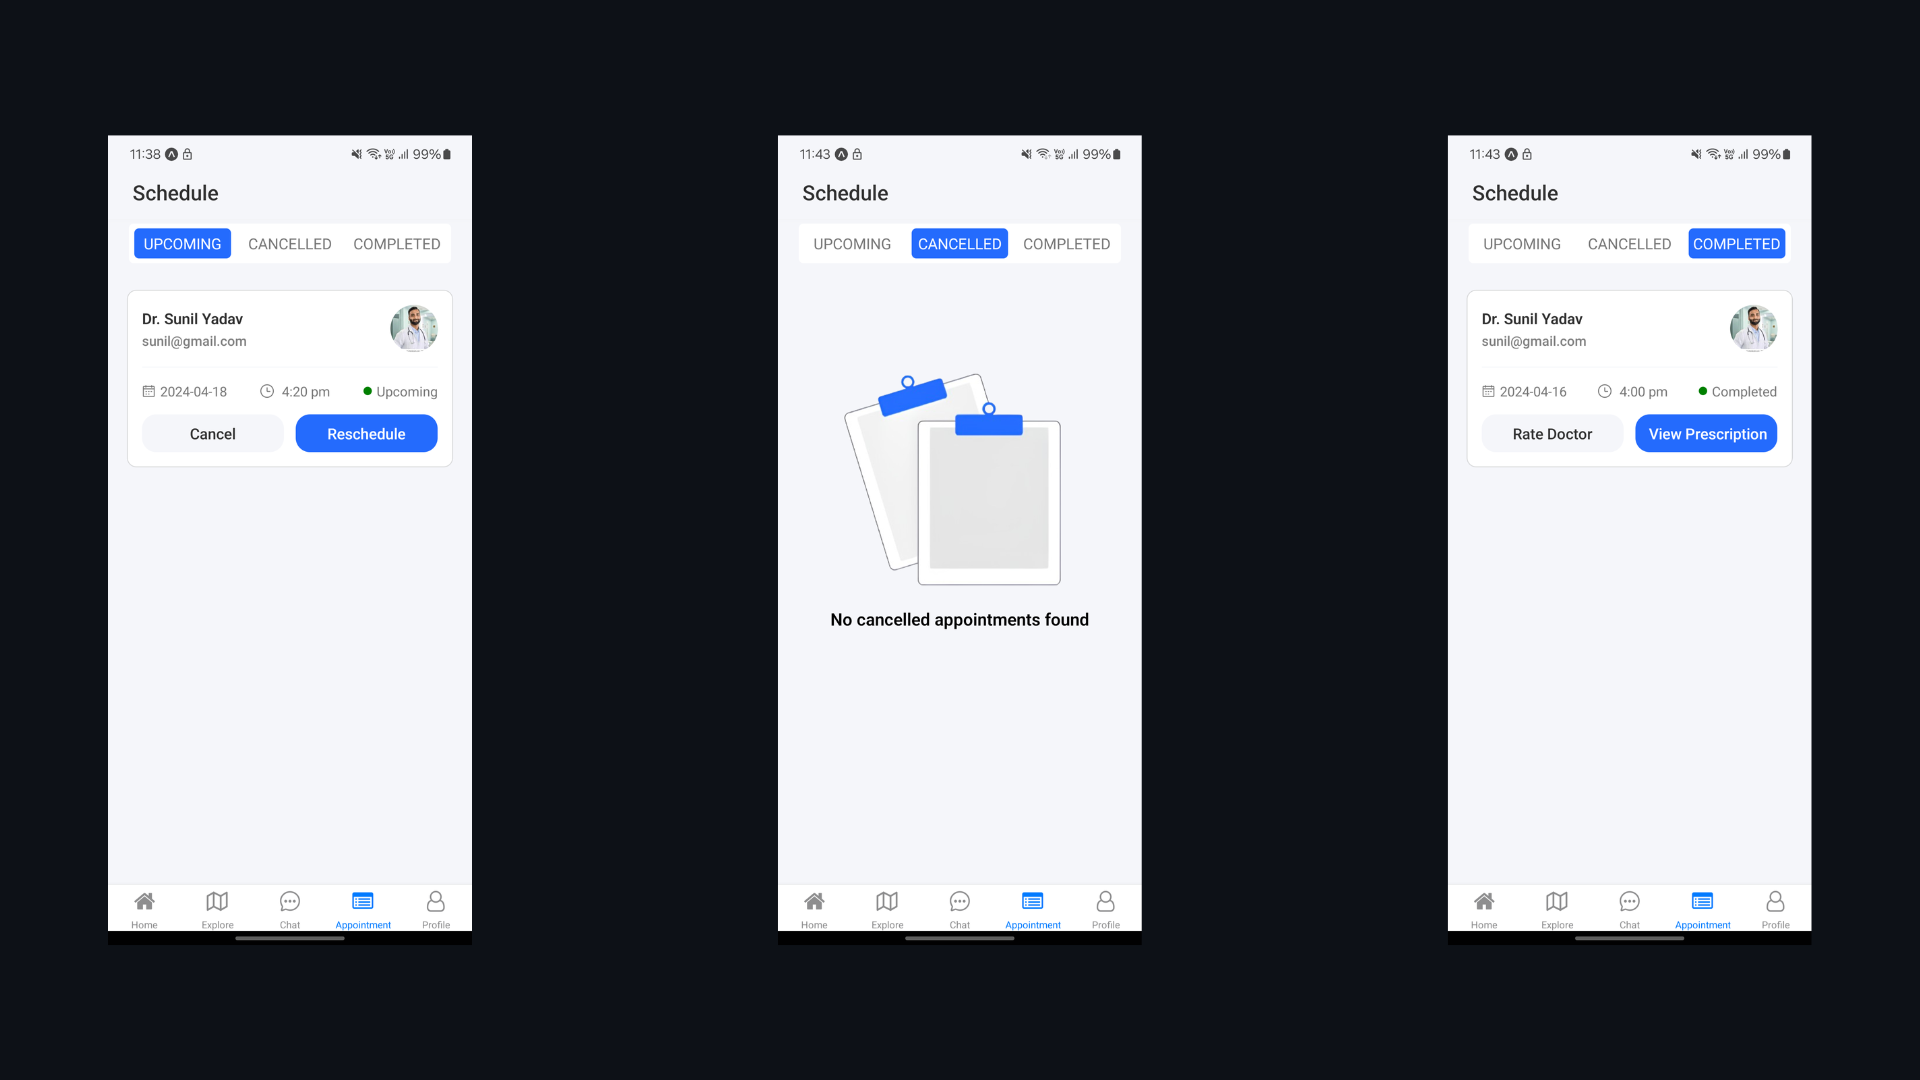 11:38 99%
Schedule
UPCOMING CANCELLED COMPLETED
Dr. Sunil Yadav
sunil@gmail.com
2024-04-18 4:20 pm Upcoming
Cancel Reschedule
Home Explore Chat Appointment Profile
11:43 99%
Schedule
UPCOMING CANCELLED COMPLETED
No cancelled appointments found
Home Explore Chat Appointment Profile
11:43 99%
Schedule
UPCOMING CANCELLED COMPLETED
Dr. Sunil Yadav
sunil@gmail.com
2024-04-16 4:00 pm Completed
Rate Doctor View Prescription
Home Explore Chat Appointment Profile